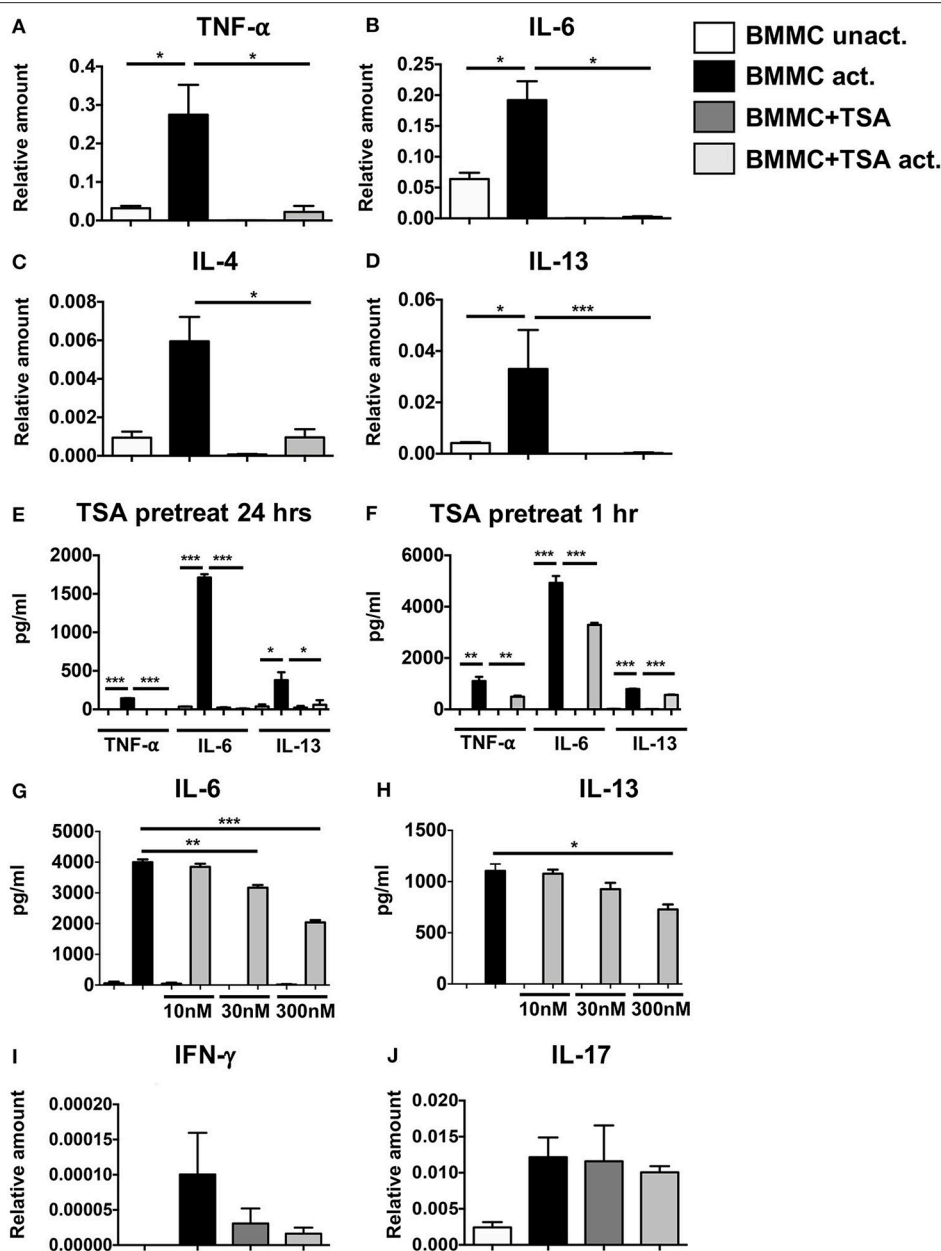 A
TNF-α
* *
Relative amount
0.4
0.3
0.2
0.1
0.0
B
IL-6
* *
Relative amount
0.25
0.20
0.15
0.10
0.05
0.00
BMMC unact.
BMMC act.
BMMC+TSA
BMMC+TSA act.
C
IL-4
*
Relative amount
0.008
0.006
0.004
0.002
0.000
D
IL-13
* ***
Relative amount
0.06
0.04
0.02
0.00
E
TSA pretreat 24 hrs
pg/ml
2000
1500
1000
500
0
*** ***
*** ***
* *
TNF-α IL-6 IL-13
F
TSA pretreat 1 hr
pg/ml
6000
4000
2000
0
** **
*** ***
*** ***
TNF-α IL-6 IL-13
G
IL-6
pg/ml
5000
4000
3000
2000
1000
0
***
**
10nM 30nM 300nM
H
IL-13
pg/ml
1500
1000
500
0
*
10nM 30nM 300nM
I
IFN-γ
Relative amount
0.00020
0.00015
0.00010
0.00005
0.00000
J
IL-17
Relative amount
0.020
0.015
0.010
0.005
0.000